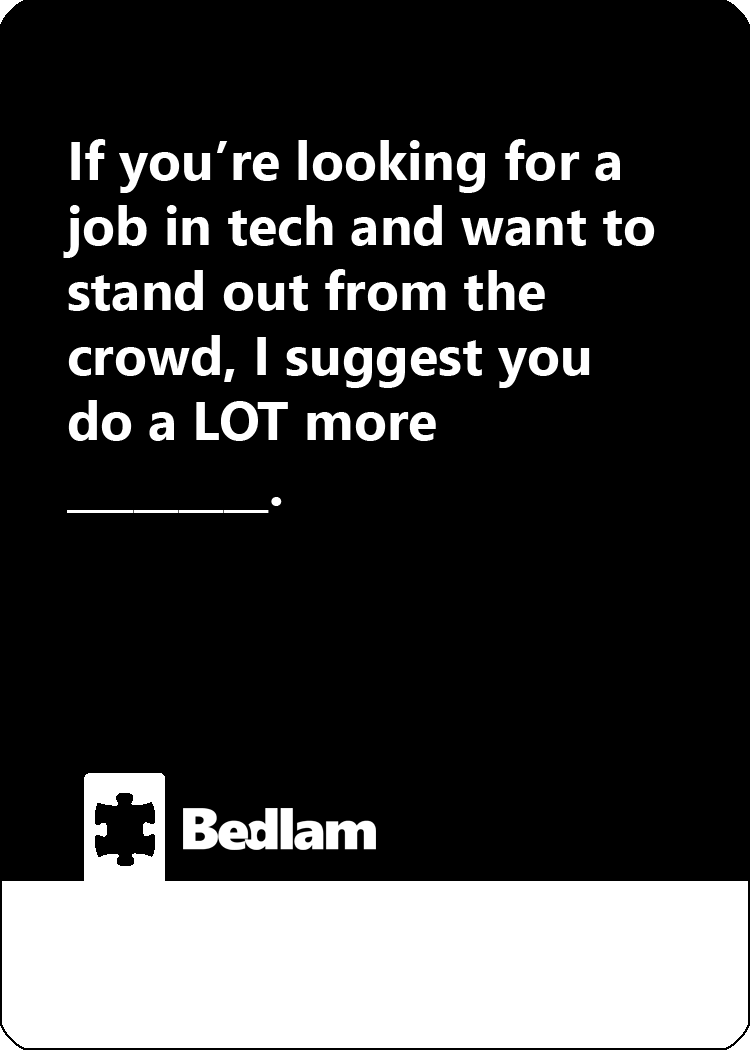 If you’re looking for a
job in tech and want to
stand out from the
crowd, I suggest you
do a LOT more
_________.
Bedlam